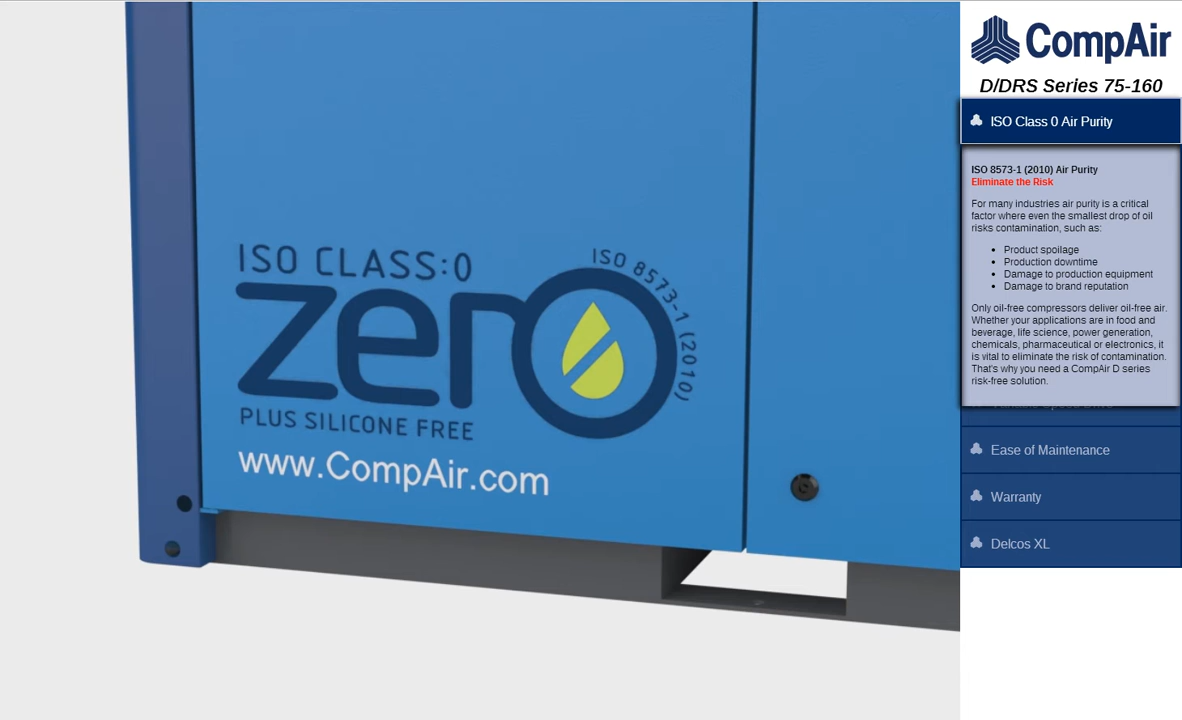 ISO CLASS:0
zero
ISO 8573-1 (2010)
PLUS SILICONE FREE
www.CompAir.com
CompAir
D/DRS Series 75-160
ISO Class 0 Air Purity
ISO 8573-1 (2010) Air Purity
Eliminate the Risk
For many industries air purity is a critical
factor where even the smallest drop of oil
risks contamination, such as:
• Product spoilage
• Production downtime
• Damage to production equipment
• Damage to brand reputation
Only oil-free compressors deliver oil-free air.
Whether your applications are in food and
beverage, life science, power generation,
chemicals, pharmaceutical or electronics, it
is vital to eliminate the risk of contamination.
That's why you need a CompAir D series
risk-free solution.
Ease of Maintenance
Warranty
Delcos XL